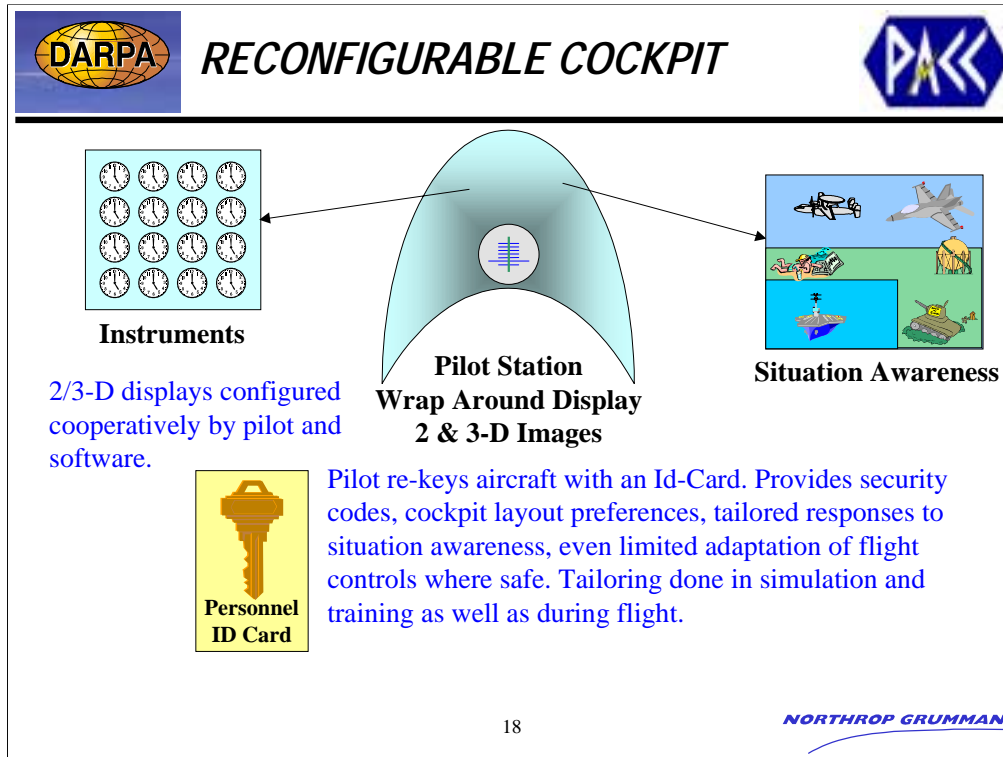 DARPA
RECONFIGURABLE COCKPIT
PACC
Instruments
Pilot Station
Wrap Around Display
2 & 3-D Images
Situation Awareness
2/3-D displays configured
cooperatively by pilot and
software.
Personnel
ID Card
Pilot re-keys aircraft with an Id-Card. Provides security
codes, cockpit layout preferences, tailored responses to
situation awareness, even limited adaptation of flight
controls where safe. Tailoring done in simulation and
training as well as during flight.
18
NORTHROP GRUMMAN